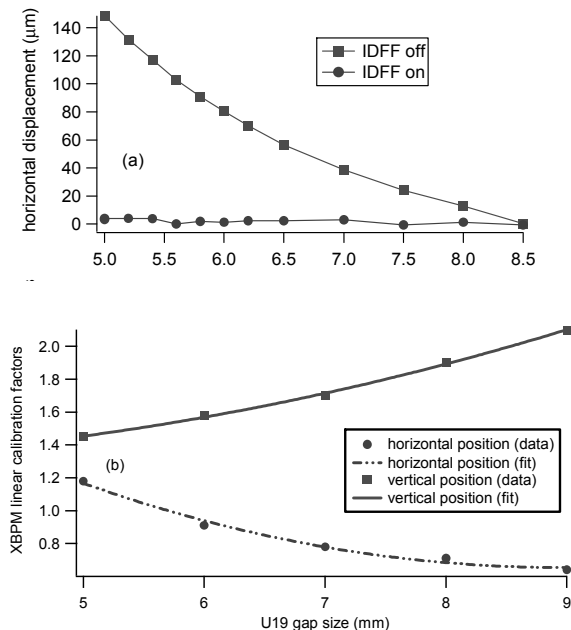 horizontal displacement (µm)
140
120
100
80
60
40
20
0
IDFF off
IDFF on
(a)
5.0 5.5 6.0 6.5 7.0 7.5 8.0 8.5
XBPM linear calibration factors
2.0
1.8
1.6
1.4
1.2
1.0
0.8
(b)
horizontal position (data)
horizontal position (fit)
vertical position (data)
vertical position (fit)
5 6 7 8 9
U19 gap size (mm)